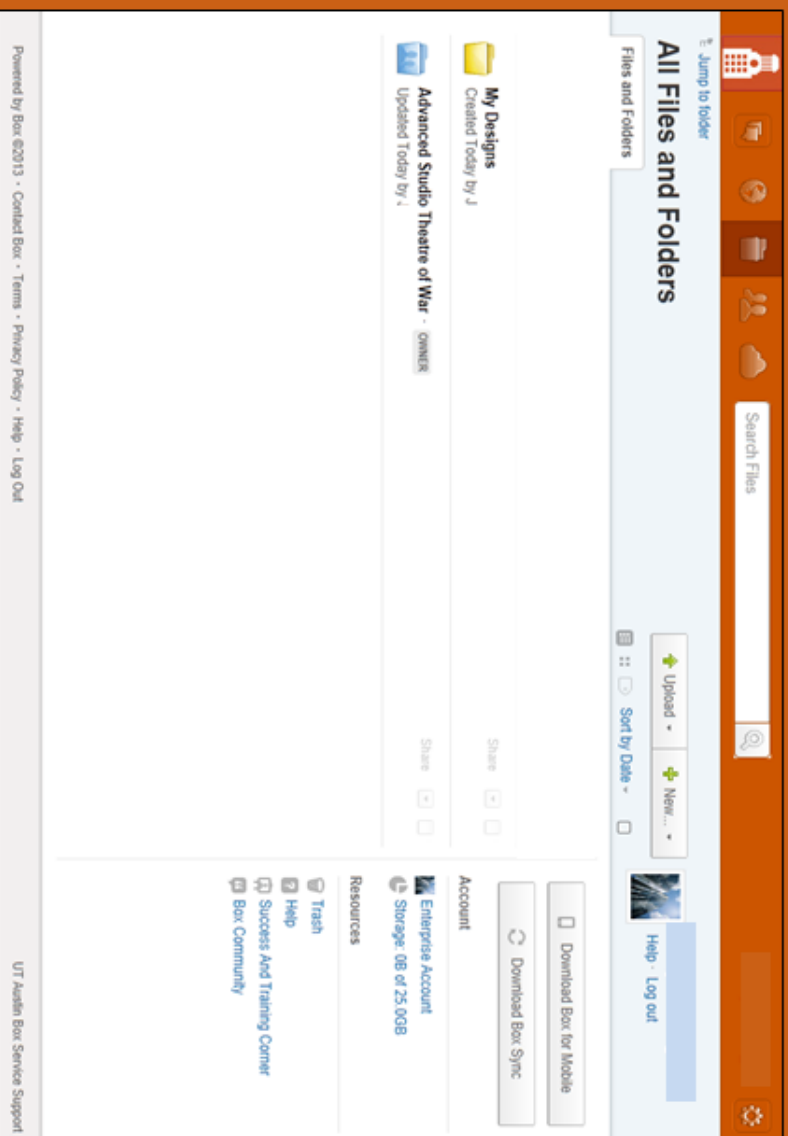 Search Files
Jump to folder
All Files and Folders
Upload
New...
Help · Log out
Files and Folders
Sort by Date
My Designs
Created Today by J
Share
Advanced Studio Theatre of War · OWNER
Updated Today by J
Share
Download Box for Mobile
Download Box Sync
Account
Enterprise Account
Storage: 0B of 25.0GB
Resources
Trash
Help
Success And Training Corner
Box Community
Powered by Box ©2013 · Contact Box · Terms · Privacy Policy · Help · Log Out
UT Austin Box Service Support